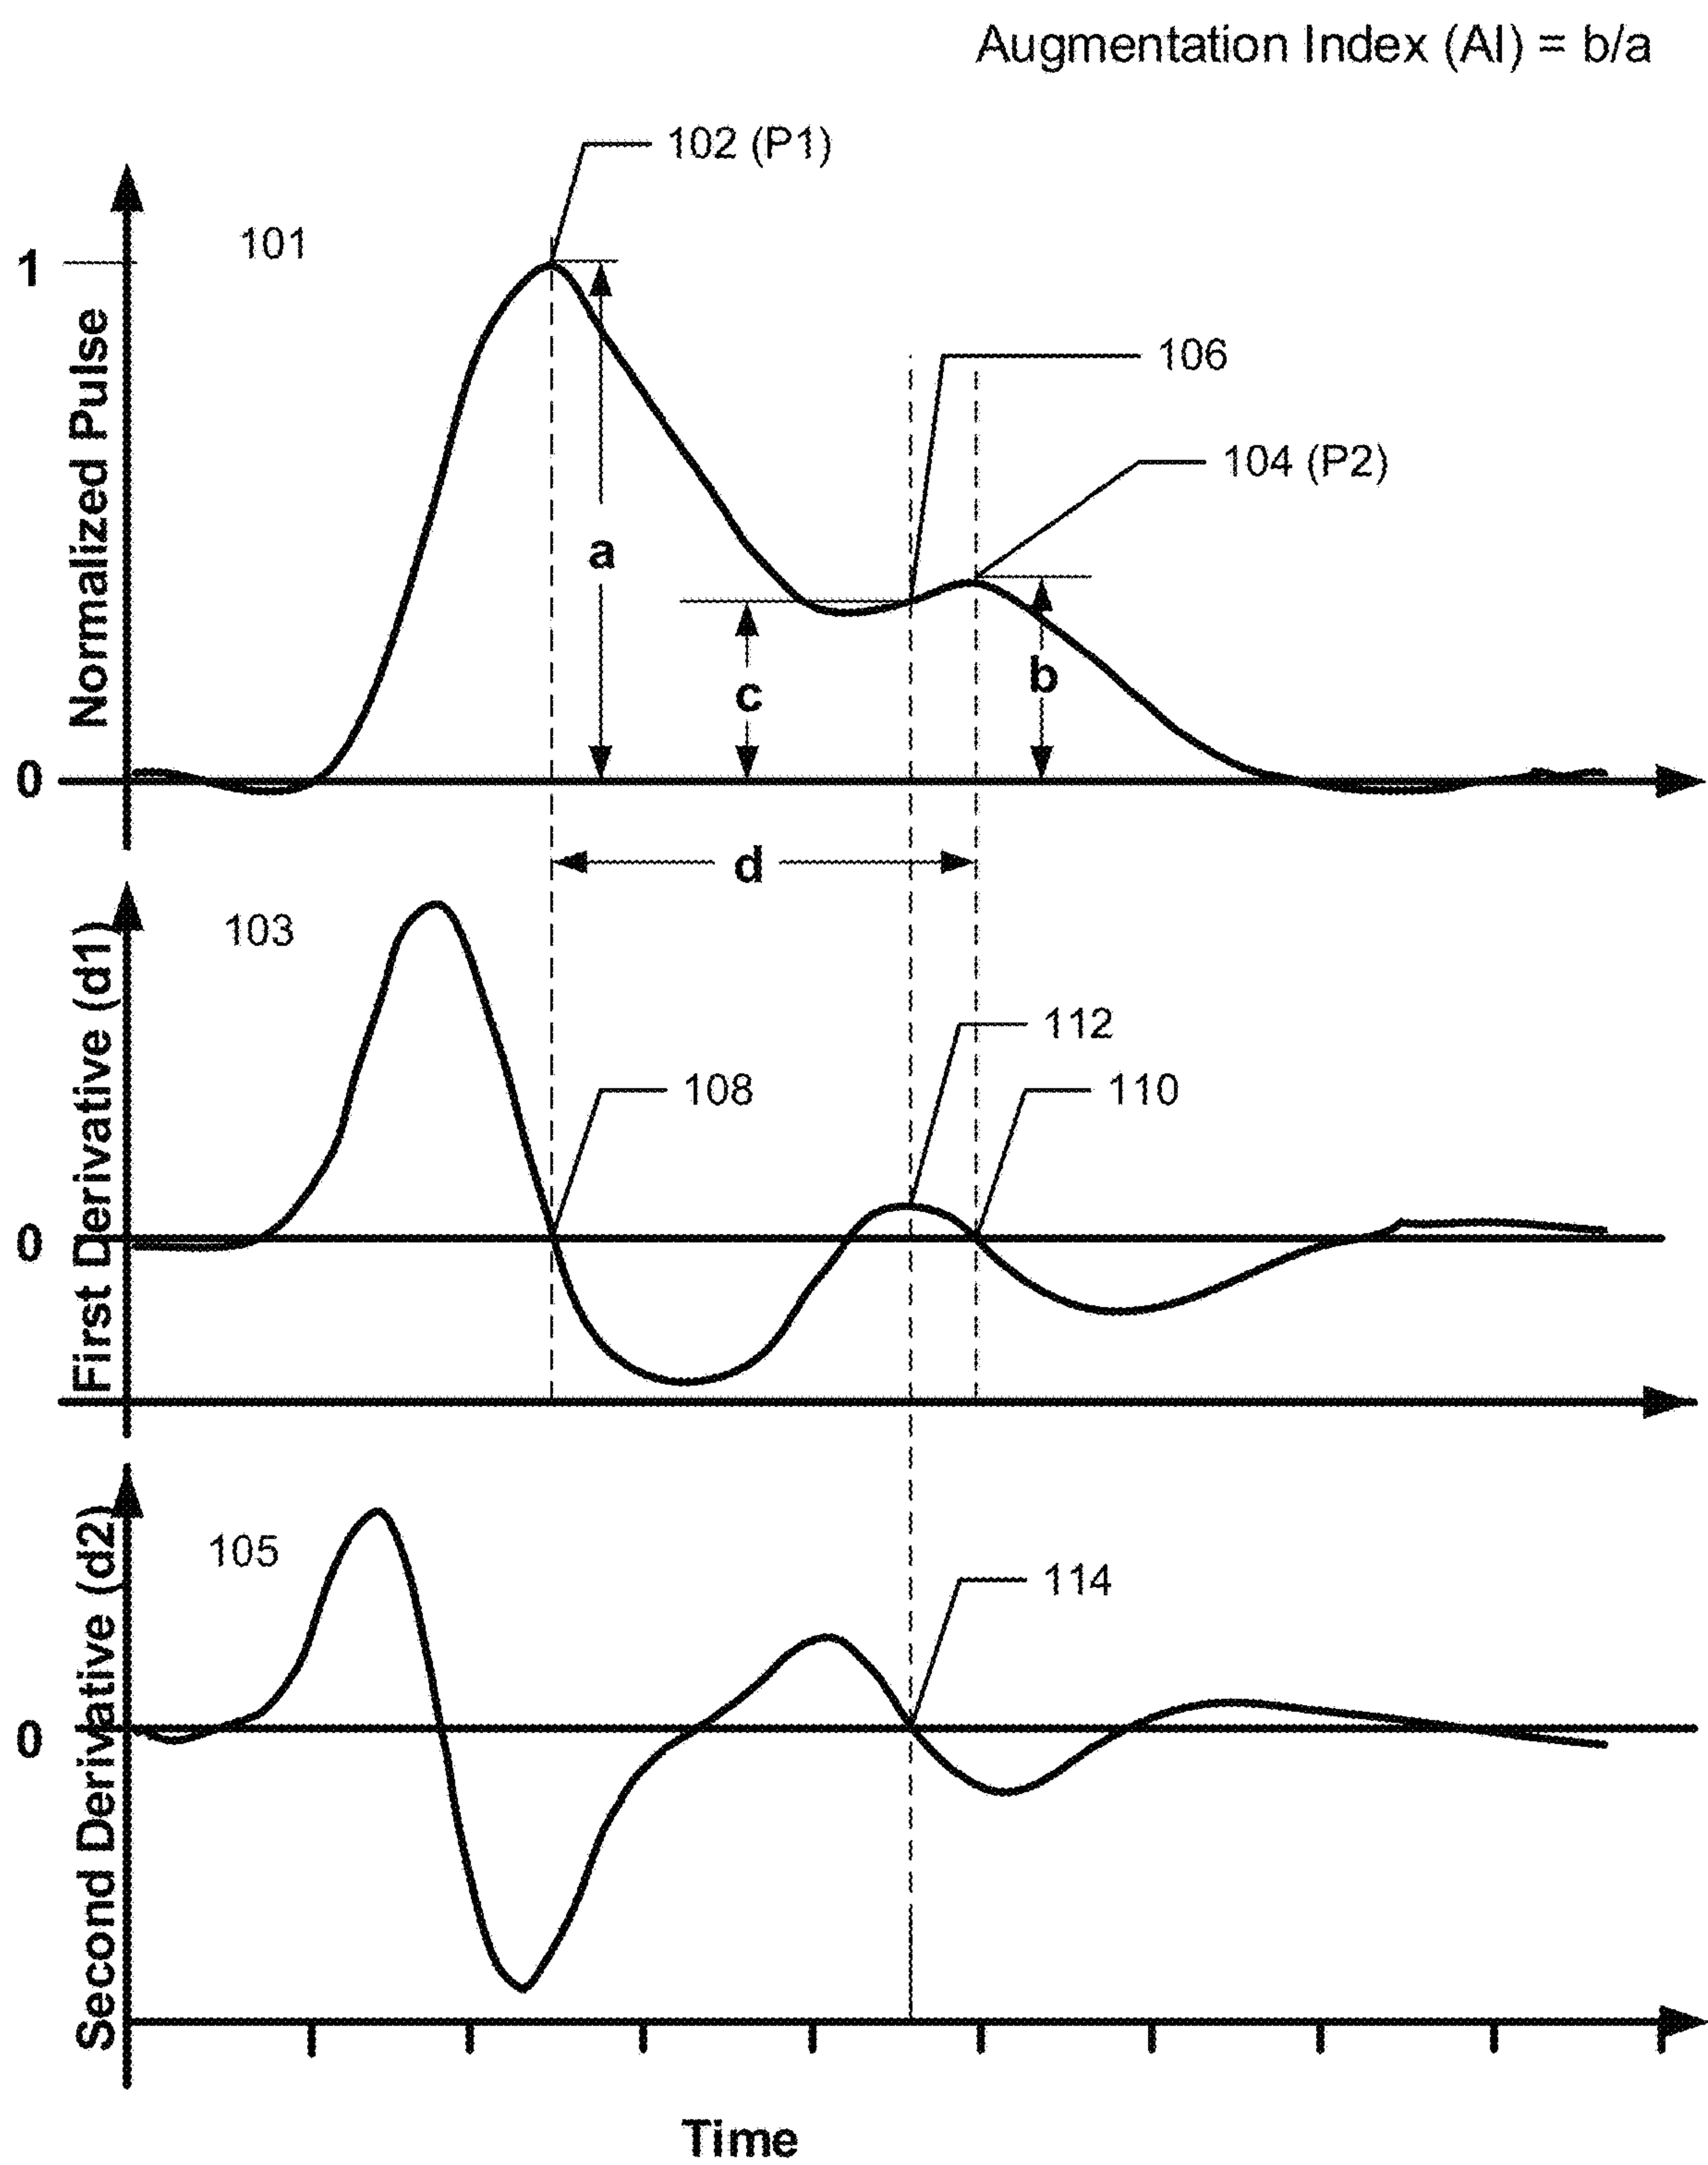 Augmentation Index (AI) = b/a
102 (P1)
101
1
106
104 (P2)
a
c
b
0
Normalized Pulse
d
103
112
108
110
0
First Derivative (d1)
105
114
0
Second Derivative (d2)
Time